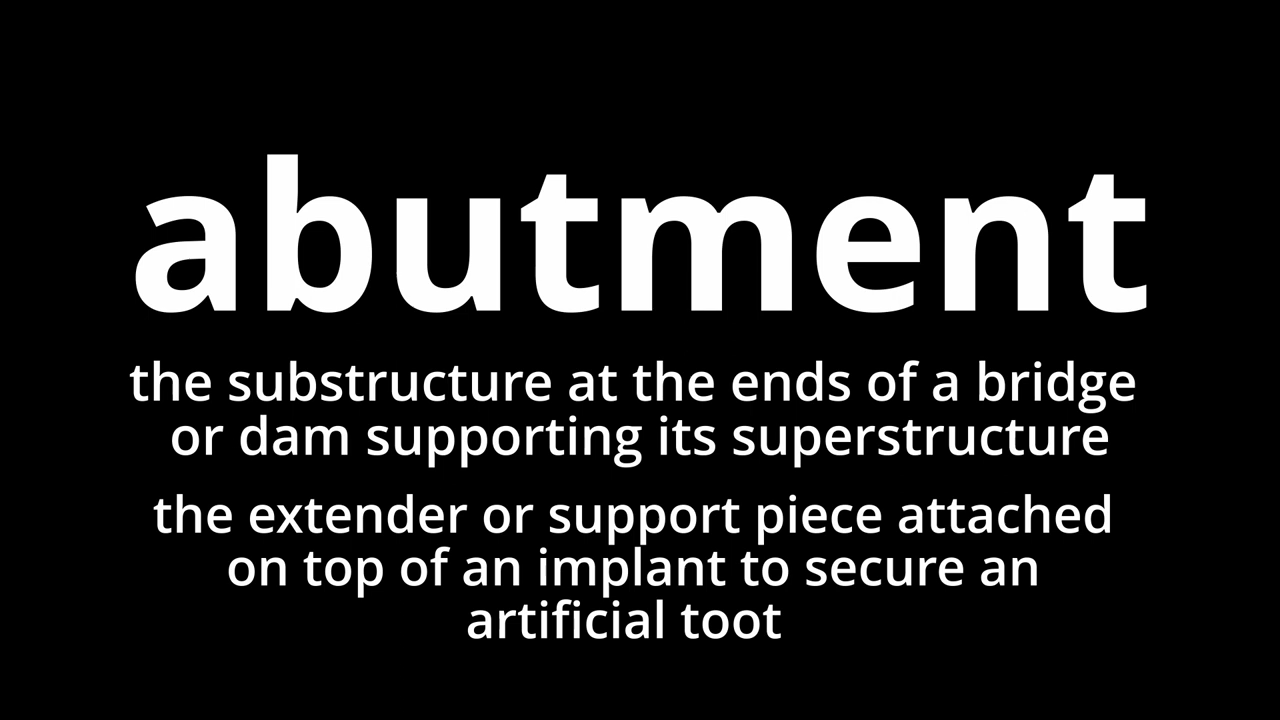 abutment
the substructure at the ends of a bridge
or dam supporting its superstructure
the extender or support piece attached
on top of an implant to secure an
artificial toot